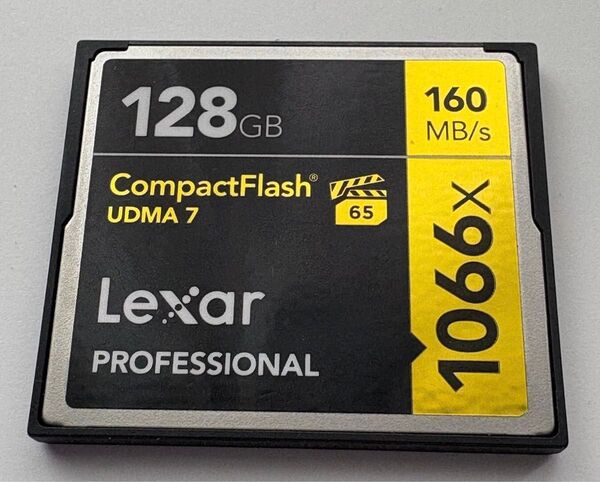 128GB
160
MB/s
CompactFlash®
UDMA 7
65
1066x
Lexar
PROFESSIONAL